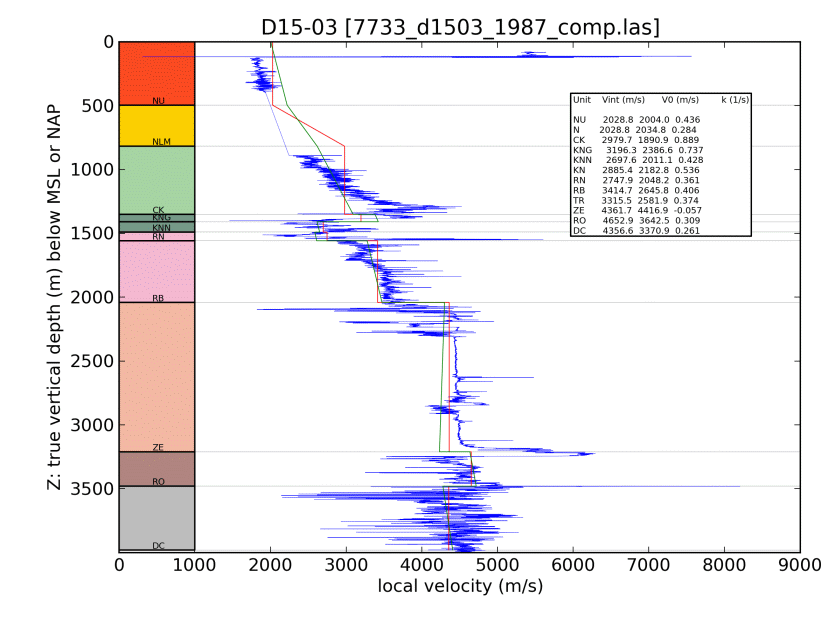 D15-03 [7733_d1503_1987_comp.las]
0
500
1000
1500
2000
2500
3000
3500
Z: true vertical depth (m) below MSL or NAP
NU
NLM
CK
KNG
KNN
RN
RB
ZE
RO
DC
Unit Vint (m/s) V0 (m/s) k (1/s)
NU 2028.8 2004.0 0.436
N 2028.8 2034.8 0.284
CK 2979.7 1890.9 0.889
KNG 3196.3 2386.6 0.737
KNN 2697.6 2011.1 0.428
KN 2885.4 2182.8 0.536
RN 2747.9 2048.2 0.361
RB 3414.7 2645.8 0.406
TR 3315.5 2581.9 0.374
ZE 4361.7 4416.9 -0.057
RO 4652.9 3642.5 0.309
DC 4356.6 3370.9 0.261
0 1000 2000 3000 4000 5000 6000 7000 8000 9000
local velocity (m/s)